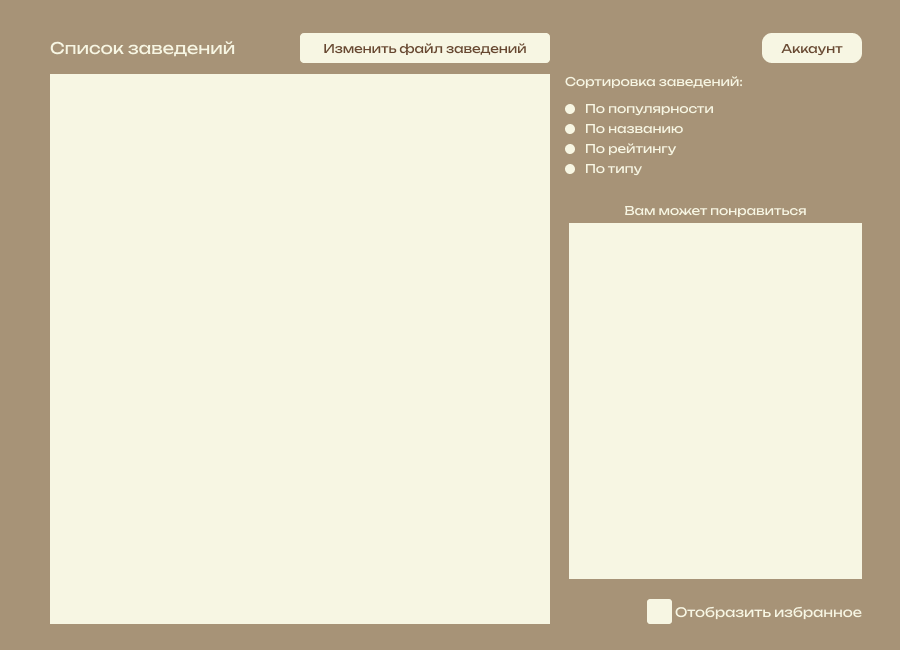 Список заведений
Изменить файл заведений
Аккаунт
Сортировка заведений:
По популярности
По названию
По рейтингу
По типу
Вам может понравиться
Отобразить избранное